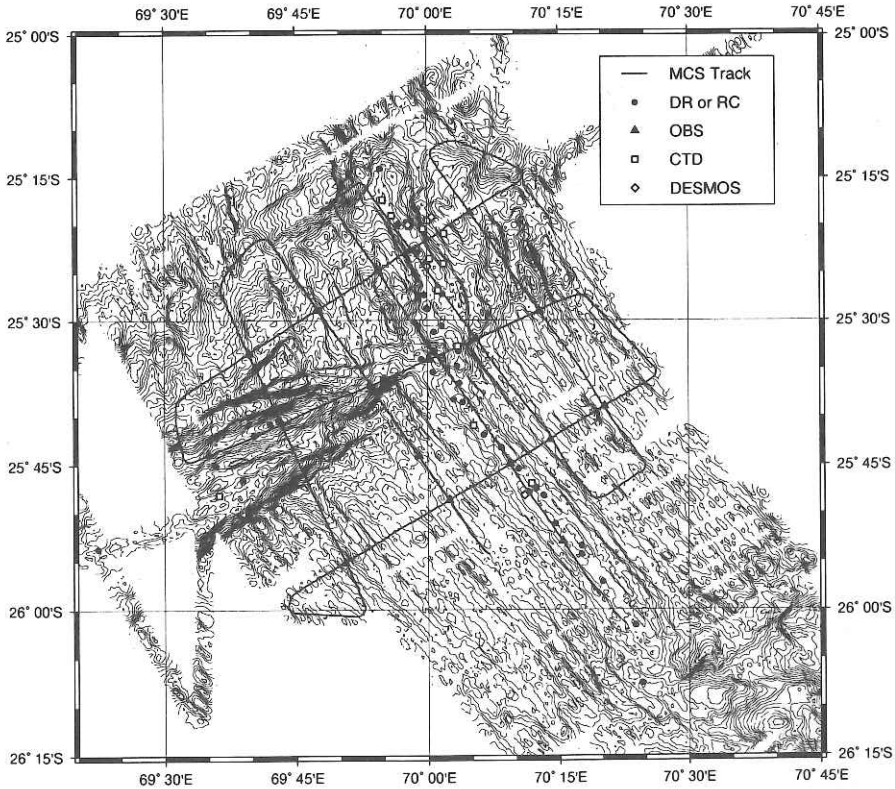 69° 30'E 69° 45'E 70° 00'E 70° 15'E 70° 30'E 70° 45'E
25° 00'S 25° 00'S
MCS Track
DR or RC
OBS
CTD
DESMOS
25° 15'S 25° 15'S
25° 30'S 25° 30'S
25° 45'S 25° 45'S
26° 00'S 26° 00'S
26° 15'S 26° 15'S
69° 30'E 69° 45'E 70° 00'E 70° 15'E 70° 30'E 70° 45'E